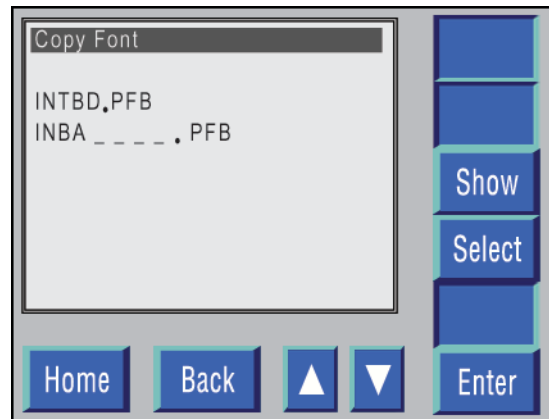 Copy Font
INTBD.PFB
INBA _ _ _ _ . PFB
Show
Select
Home
Back
Enter